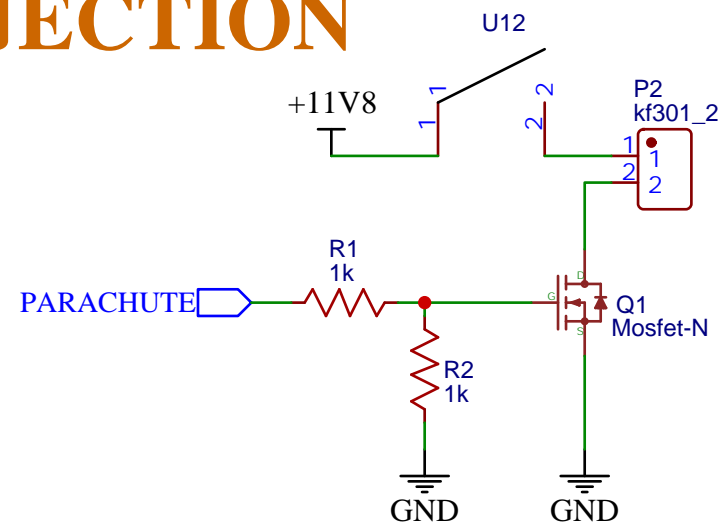 JECTION
U12
+11V8
1
1
2
2
P2
kf301_2
1
1
2
2
R1
1k
PARACHUTE
D
G
S
Q1
Mosfet-N
R2
1k
GND
GND